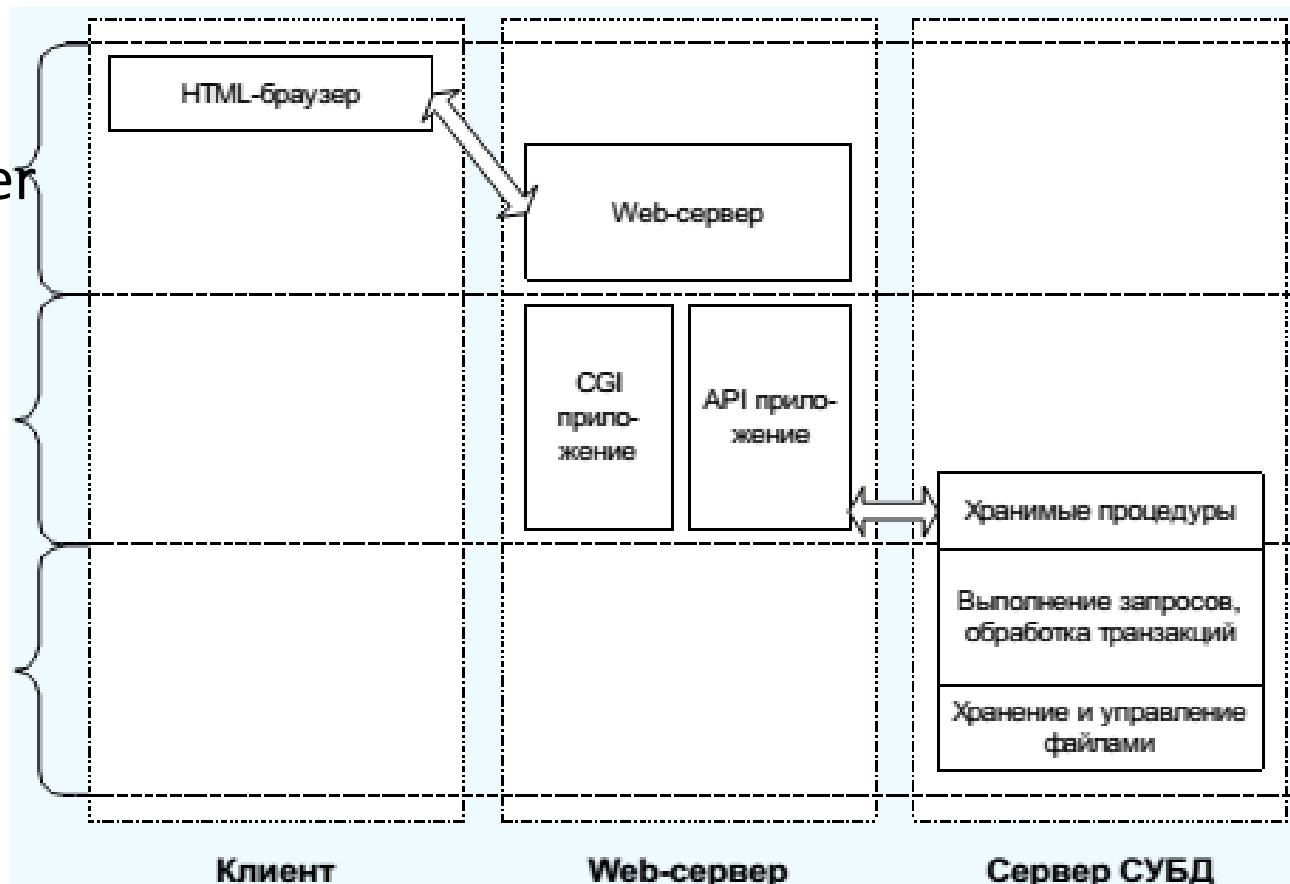 HTML-браузер
er
Web-сервер
CGI
прило-
жение
API прило-
жение
Хранимые процедуры
Выполнение запросов,
обработка транзакций
Хранение и управление
файлами
Клиент
Web-сервер
Сервер СУБД